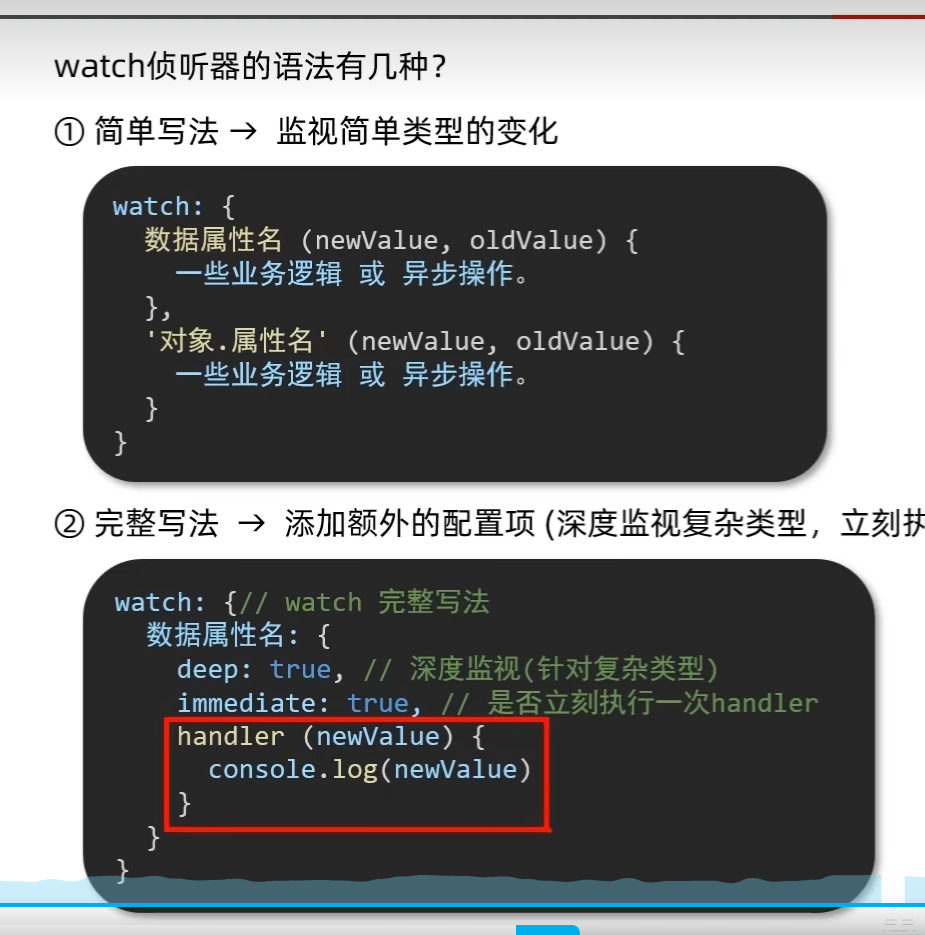 watch侦听器的语法有几种？
① 简单写法 → 监视简单类型的变化
watch: {
数据属性名 (newValue, oldValue) {
一些业务逻辑 或 异步操作。
},
'对象.属性名' (newValue, oldValue) {
一些业务逻辑 或 异步操作。
}
}
② 完整写法 → 添加额外的配置项 (深度监视复杂类型，立刻执
watch: {// watch 完整写法
数据属性名: {
deep: true, // 深度监视(针对复杂类型)
immediate: true, // 是否立刻执行一次handler
handler (newValue) {
console.log(newValue)
}
}
}